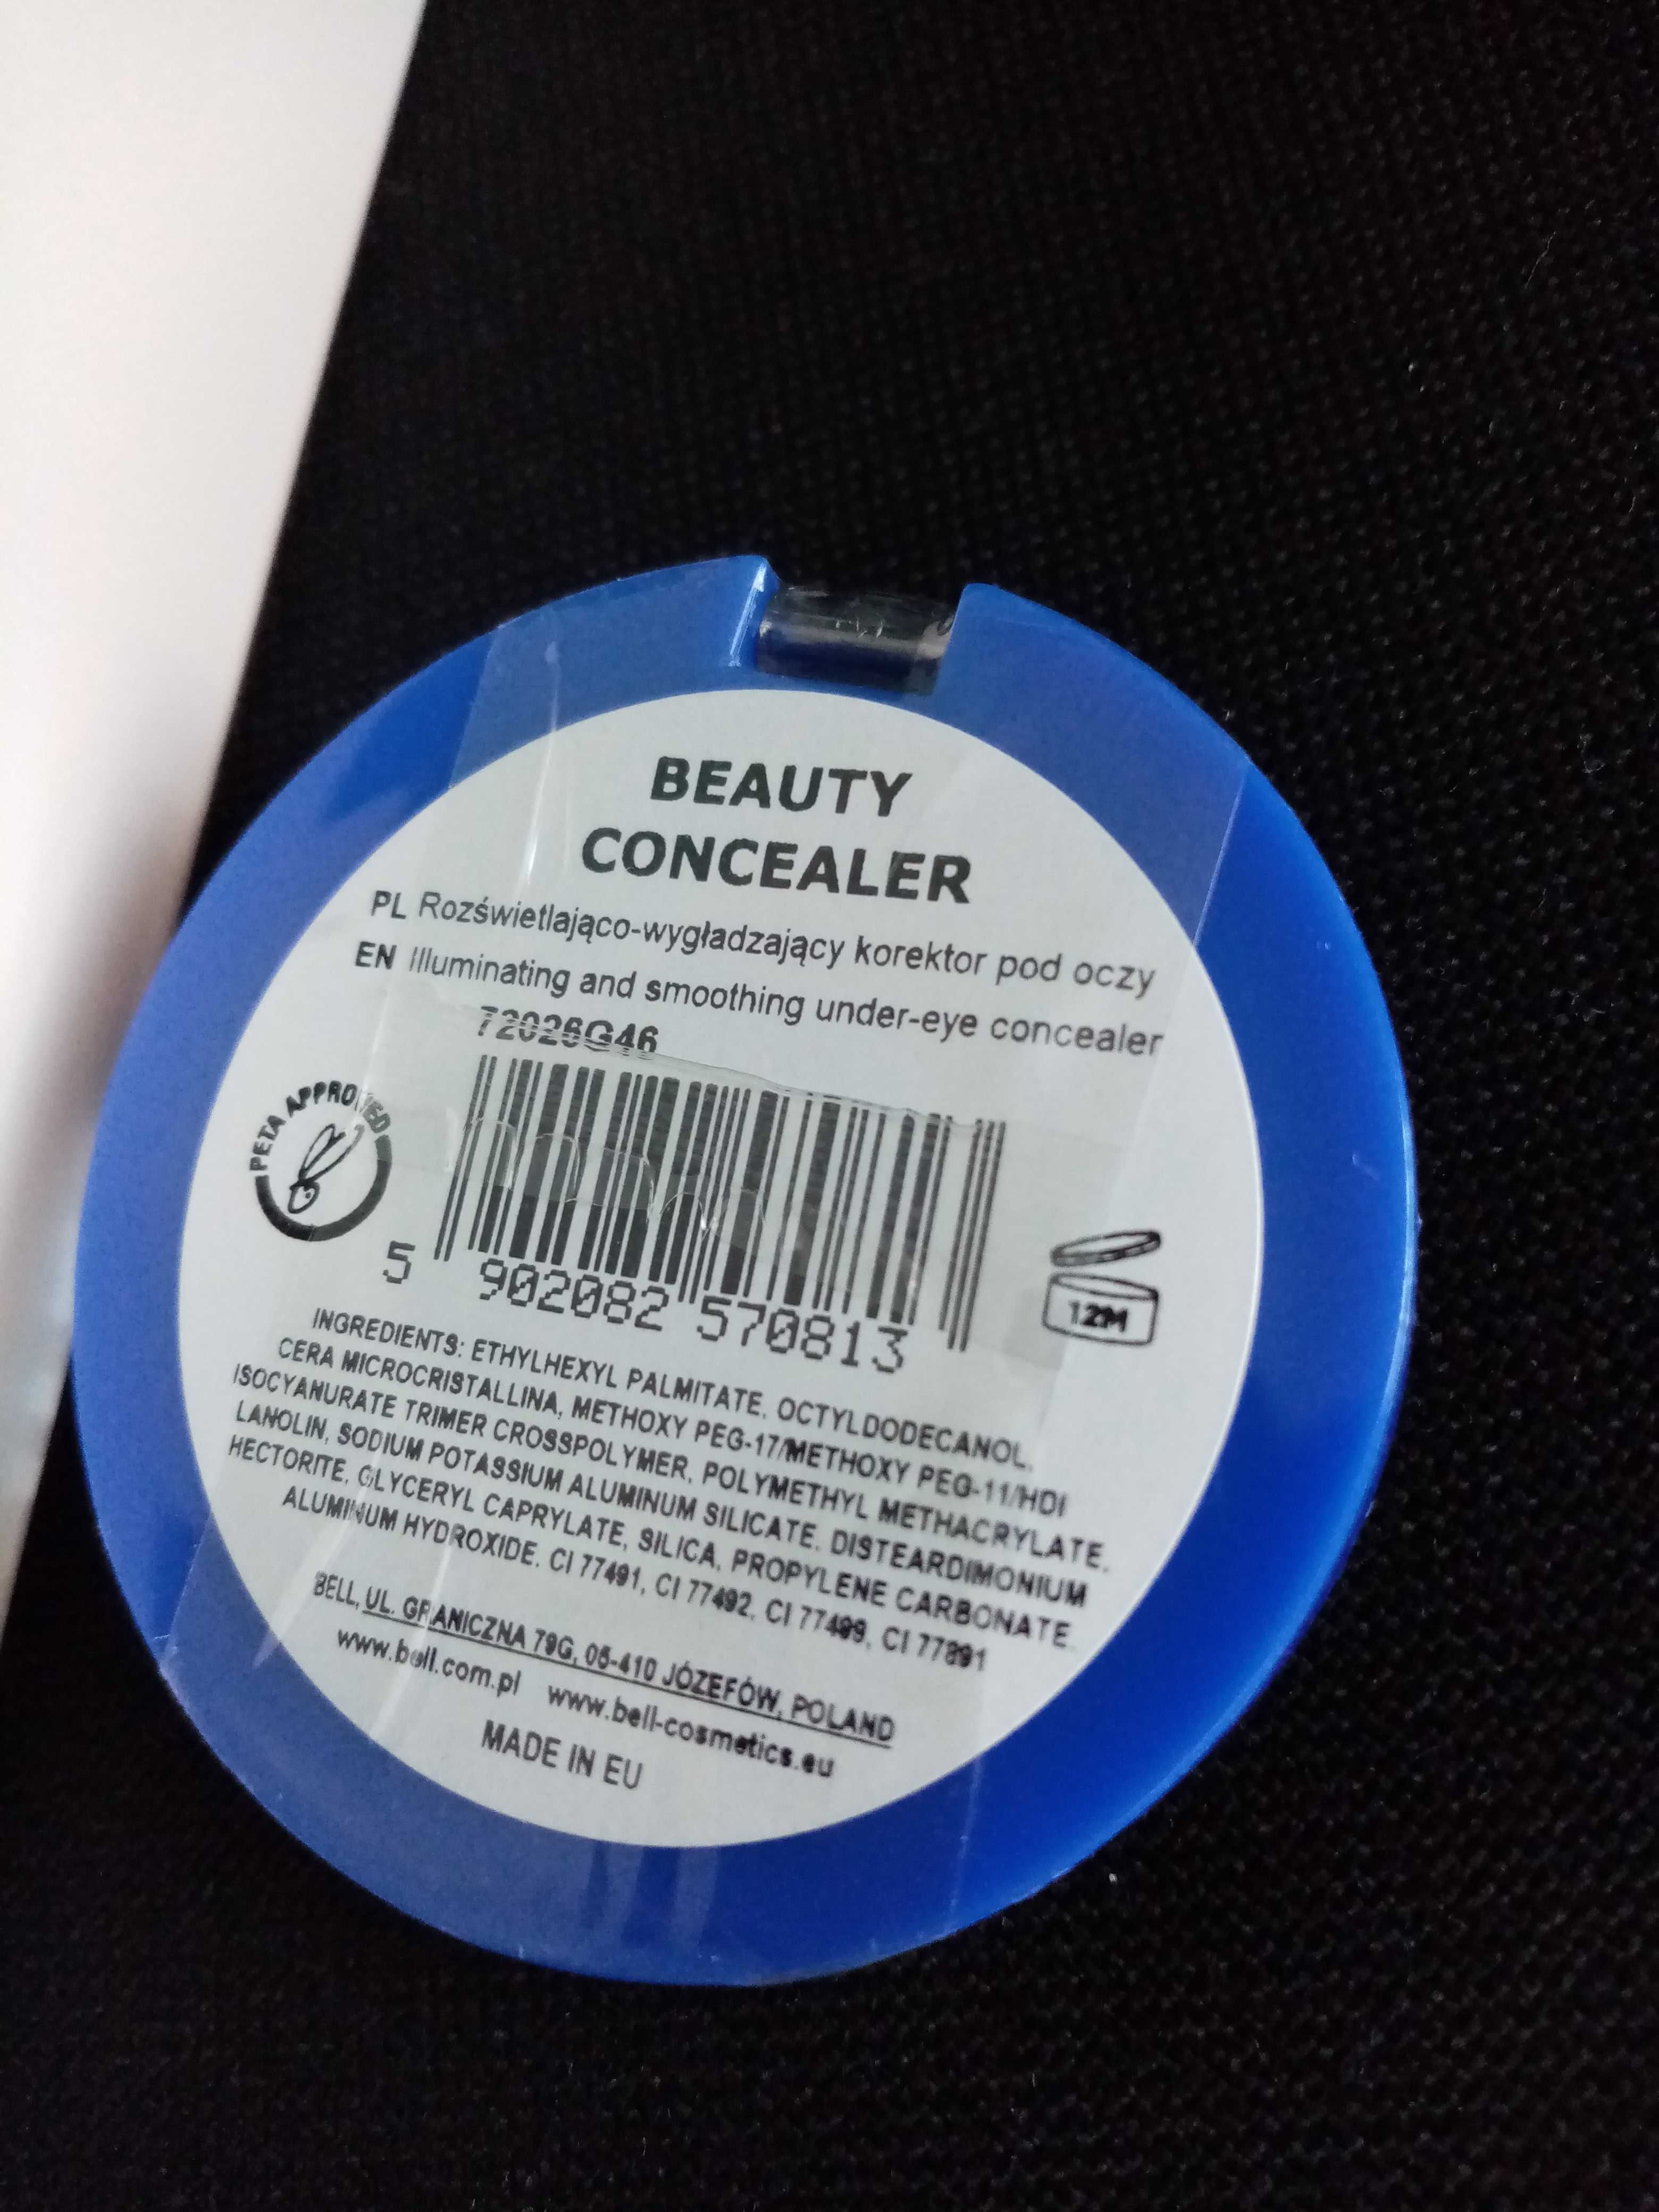 BEAUTY
CONCEALER
PL Rozświetlająco-wygładzający korektor pod oczy
EN Illuminating and smoothing under-eye concealer
72026G46
PETA APPROVED
5 902082 570813
12M
INGREDIENTS: ETHYLHEXYL PALMITATE, OCTYLDODECANOL,
CERA MICROCRISTALLINA, METHOXY PEG-17/METHOXY PEG-11/HDI
ISOCYANURATE TRIMER CROSSPOLYMER, POLYMETHYL METHACRYLATE,
LANOLIN, SODIUM POTASSIUM ALUMINUM SILICATE, DISTEARDIMONIUM
HECTORITE, GLYCERYL CAPRYLATE, SILICA, PROPYLENE CARBONATE,
ALUMINUM HYDROXIDE, CI 77491, CI 77492, CI 77499, CI 77891
BELL, UL. GRANICZNA 79G, 05-410 JÓZEFÓW, POLAND
www.bell.com.pl www.bell-cosmetics.eu
MADE IN EU